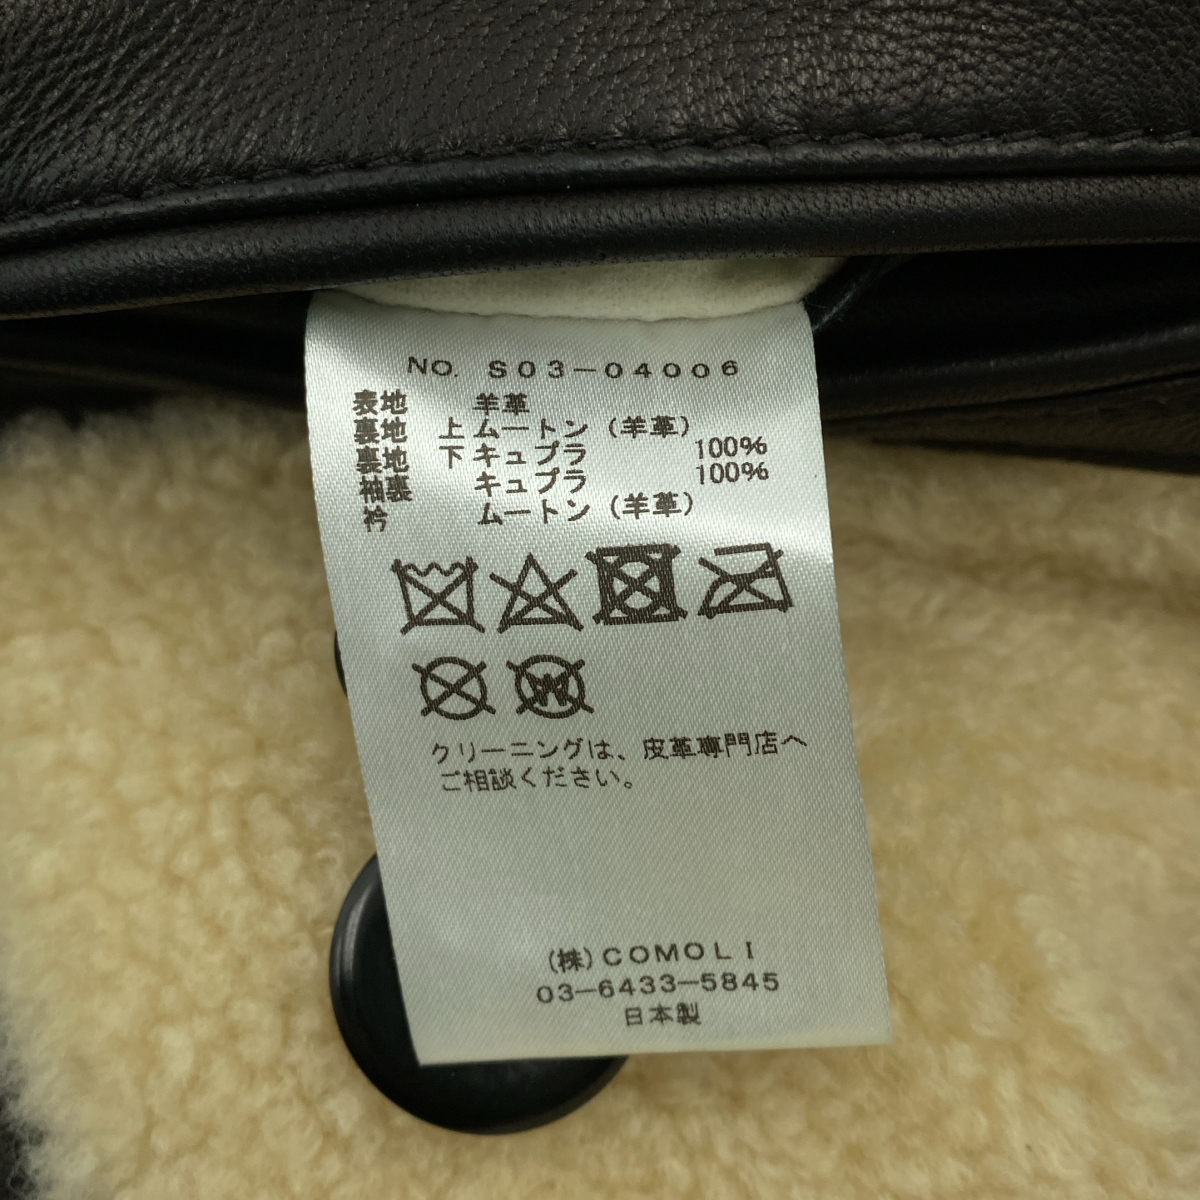 NO. S03-04006
表地 羊革
裏地 上 ムートン (羊革)
裏地 下 キュプラ 100%
袖裏 キュプラ 100%
衿 ムートン (羊革)
W
クリーニングは、皮革専門店へ
ご相談ください。
(株) COMOLI
03-6433-5845
日本製